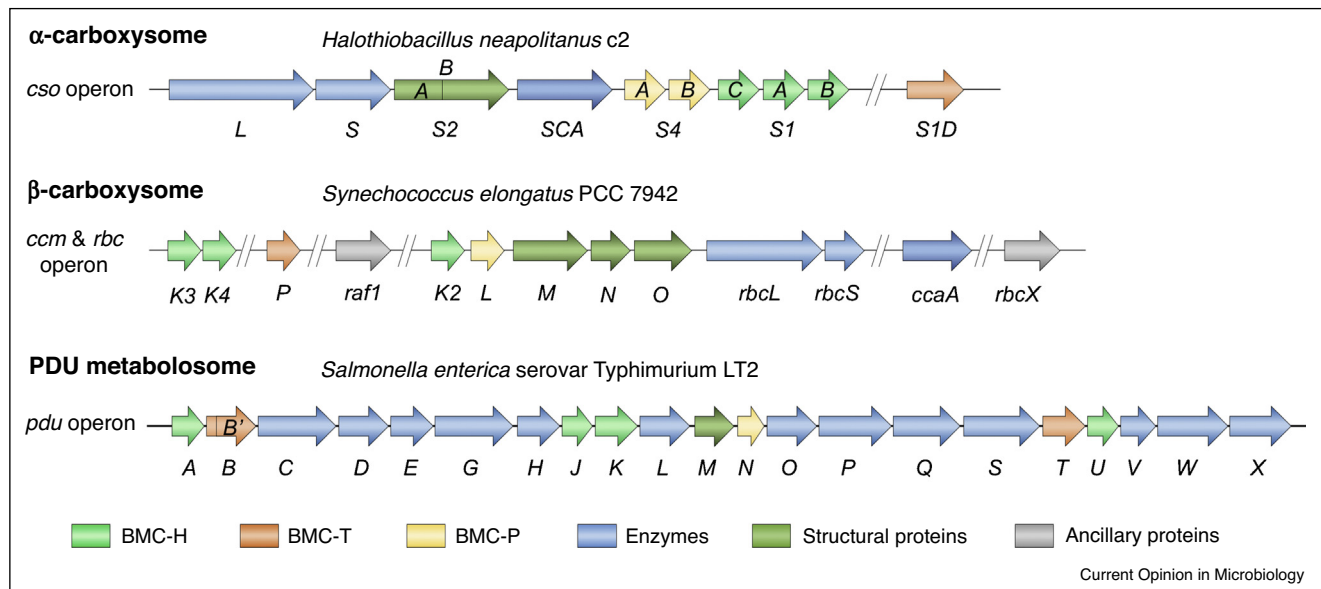 α-carboxysome
Halothiobacillus neapolitanus c2
B
cso operon
A A B C A B
L S S2 SCA S4 S1 S1D
β-carboxysome
Synechococcus elongatus PCC 7942
ccm & rbc
operon
K3 K4 P raf1 K2 L M N O rbcL rbcS ccaA rbcX
PDU metabolosome
Salmonella enterica serovar Typhimurium LT2
pdu operon
B’
A B C D E G H J K L M N O P Q S T U V W X
BMC-H BMC-T BMC-P Enzymes Structural proteins Ancillary proteins
Current Opinion in Microbiology